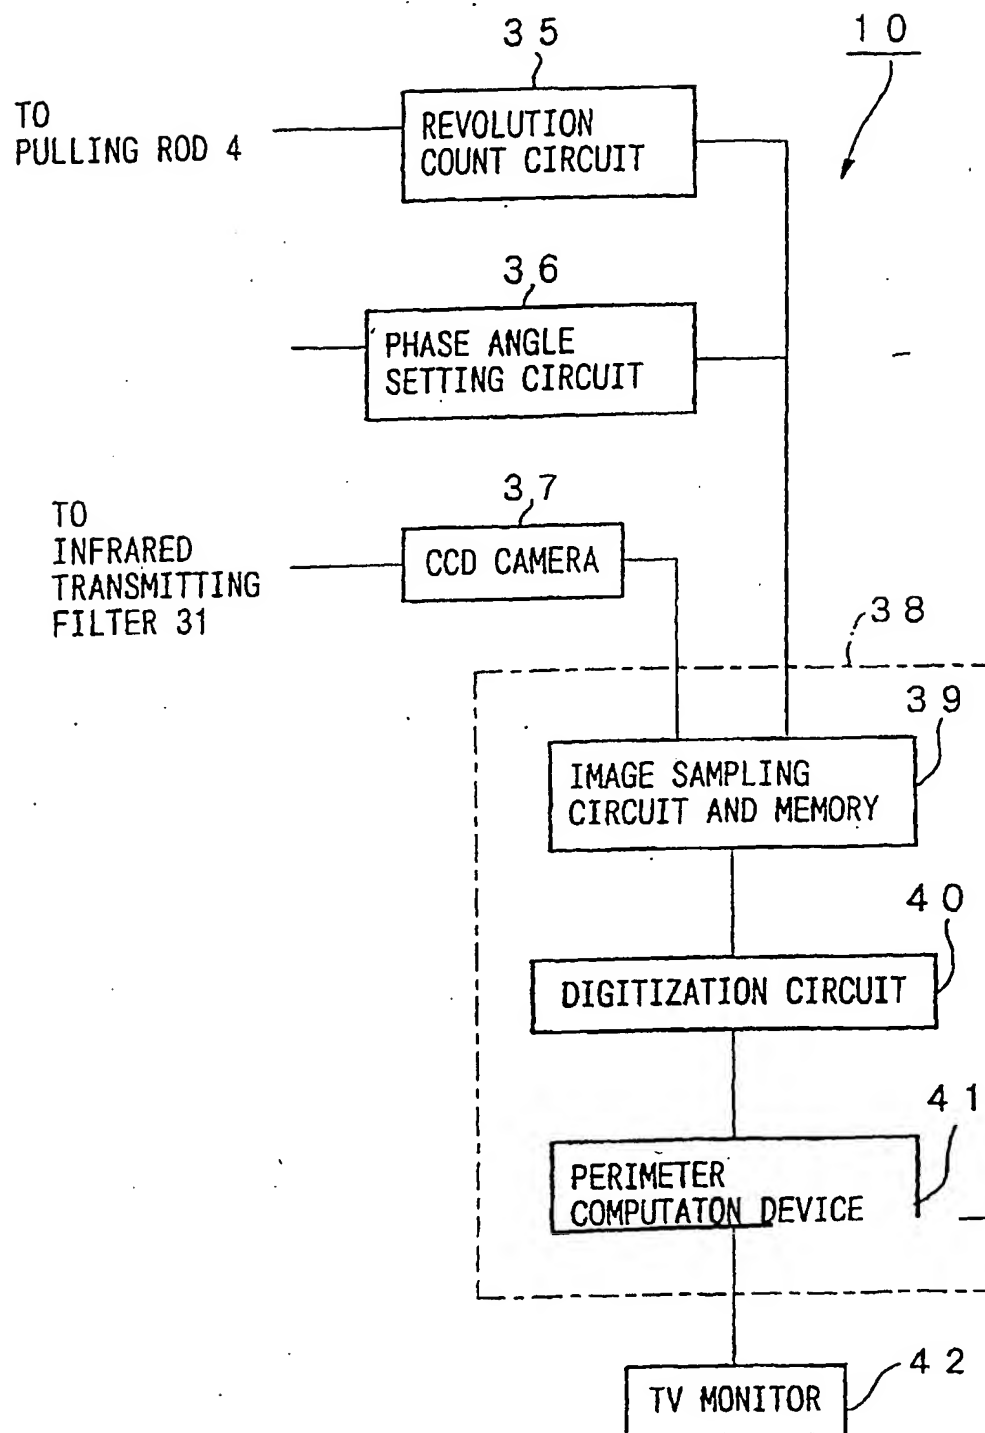 35
10
TO
PULLING ROD 4
REVOLUTION
COUNT CIRCUIT
36
PHASE ANGLE
SETTING CIRCUIT
37
TO
INFRARED
TRANSMITTING
FILTER 31
CCD CAMERA
38
39
IMAGE SAMPLING
CIRCUIT AND MEMORY
40
DIGITIZATION CIRCUIT
41
PERIMETER
COMPUTATON DEVICE
42
TV MONITOR